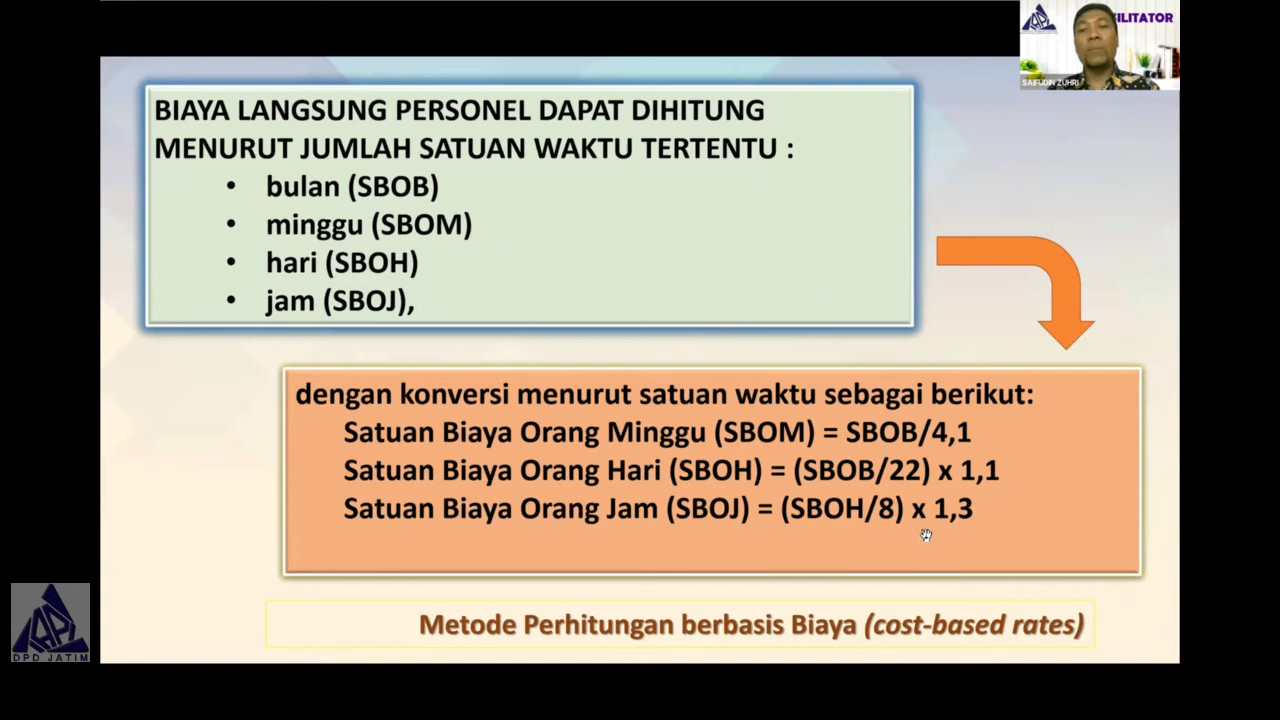 ILITATOR
SAIFUDIN ZUHRI
BIAYA LANGSUNG PERSONEL DAPAT DIHITUNG
MENURUT JUMLAH SATUAN WAKTU TERTENTU :
• bulan (SBOB)
• minggu (SBOM)
• hari (SBOH)
• jam (SBOJ),
dengan konversi menurut satuan waktu sebagai berikut:
Satuan Biaya Orang Minggu (SBOM) = SBOB/4,1
Satuan Biaya Orang Hari (SBOH) = (SBOB/22) x 1,1
Satuan Biaya Orang Jam (SBOJ) = (SBOH/8) x 1,3
Metode Perhitungan berbasis Biaya (cost-based rates)
DPD JATIM